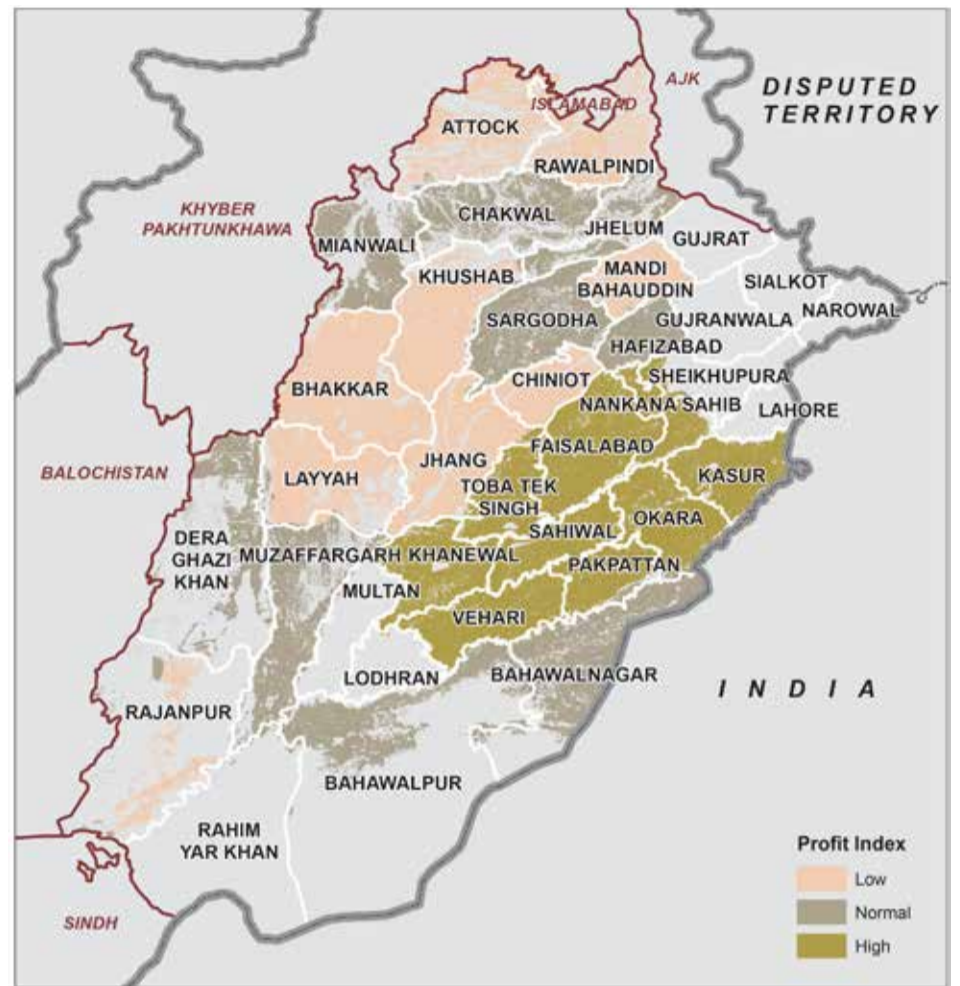 AJK
DISPUTED
TERRITORY
ISLAMABAD
ATTOCK
RAWALPINDI
KHYBER
PAKHTUNKHAWA
CHAKWAL
JHELUM
MIANWALI
GUJRAT
KHUSHAB
MANDI
BAHAUDDIN
SIALKOT
NAROWAL
SARGODHA
GUJRANWALA
HAFIZABAD
BHAKKAR
CHINIOT
SHEIKHUPURA
NANKANA SAHIB
LAHORE
FAISALABAD
BALOCHISTAN
LAYYAH
JHANG
KASUR
TOBA TEK
SINGH
OKARA
SAHIWAL
DERA
GHAZI
KHAN
MUZAFFARGARH
KHANEWAL
PAKPATTAN
MULTAN
VEHARI
LODHRAN
BAHAWALNAGAR
INDIA
RAJANPUR
BAHAWALPUR
RAHIM
YAR KHAN
SINDH
Profit Index
Low
Normal
High